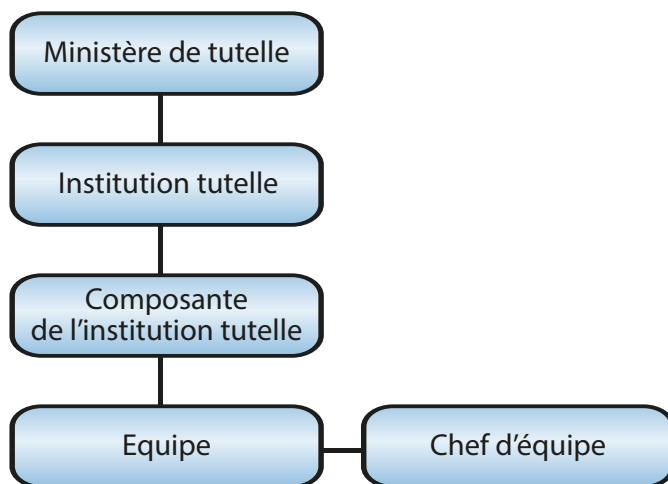 Ministère de tutelle
Institution tutelle
Composante
de l’institution tutelle
Equipe
Chef d’équipe